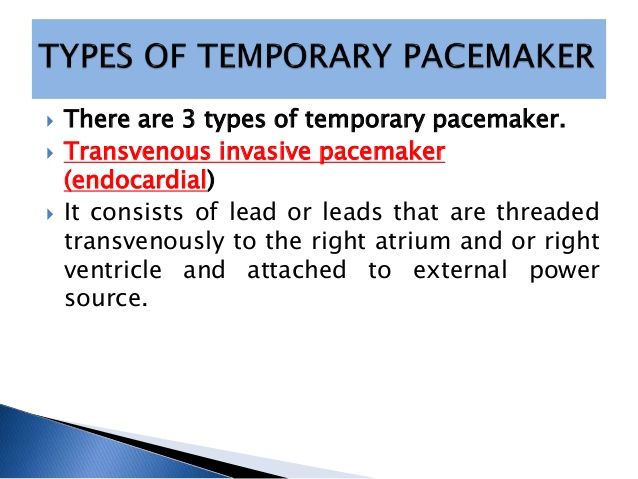 TYPES OF TEMPORARY PACEMAKER
There are 3 types of temporary pacemaker.
Transvenous invasive pacemaker
(endocardial)
It consists of lead or leads that are threaded
transvenously to the right atrium and or right
ventricle and attached to external power
source.